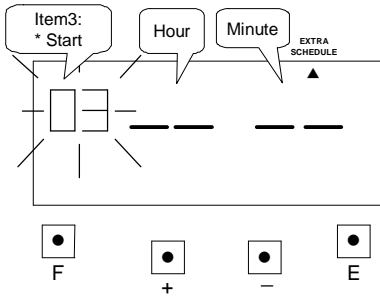 Item3:
* Start
Hour
Minute
EXTRA
SCHEDULE
▲
03 -- --
F
+
−
E